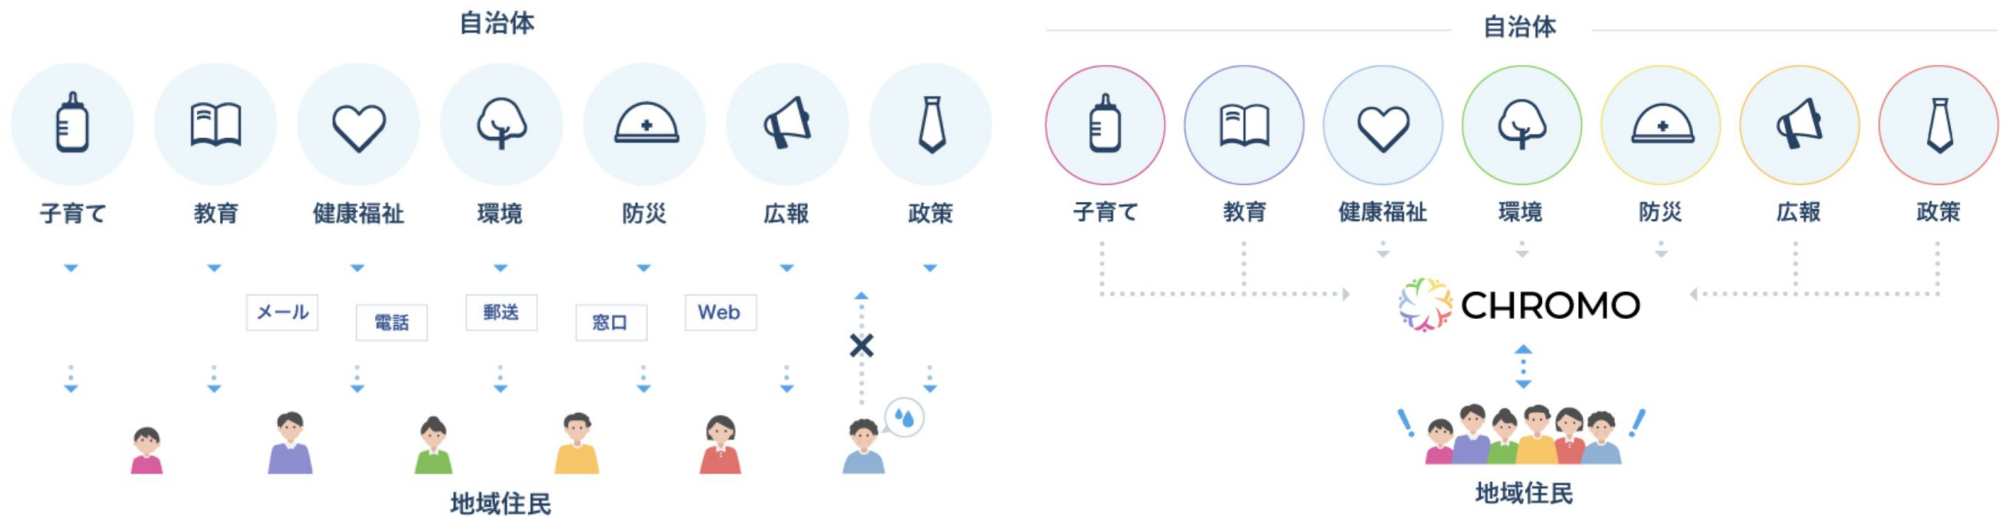 自治体
子育て
教育
健康福祉
環境
防災
広報
政策
メール
電話
郵送
窓口
Web
地域住民
自治体
子育て
教育
健康福祉
環境
防災
広報
政策
CHROMO
地域住民